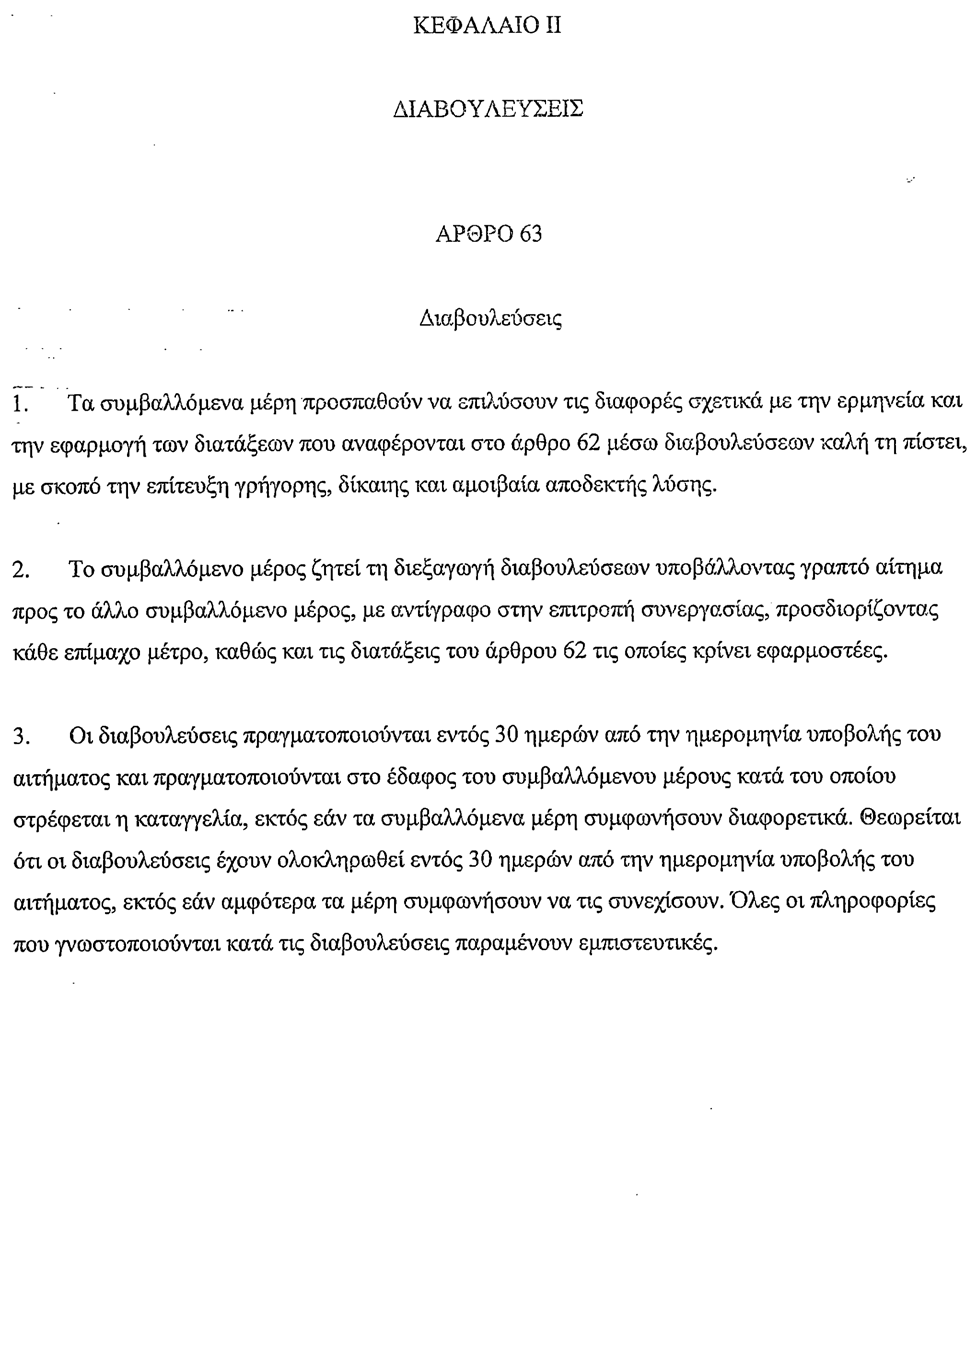 ΚΕΦΑΛΑΙΟ ΙΙ
ΔΙΑΒΟΥΛΕΥΣΕΙΣ
ΑΡΘΡΟ 63
Διαβουλεύσεις
1. Τα συμβαλλόμενα μέρη προσπαθούν να επιλύσουν τις διαφορές σχετικά με την ερμηνεία και
την εφαρμογή των διατάξεων που αναφέρονται στο άρθρο 62 μέσω διαβουλεύσεων καλή τη πίστει,
με σκοπό την επίτευξη γρήγορης, δίκαιης και αμοιβαία αποδεκτής λύσης.
2. Το συμβαλλόμενο μέρος ζητεί τη διεξαγωγή διαβουλεύσεων υποβάλλοντας γραπτό αίτημα
προς το άλλο συμβαλλόμενο μέρος, με αντίγραφο στην επιτροπή συνεργασίας, προσδιορίζοντας
κάθε επίμαχο μέτρο, καθώς και τις διατάξεις του άρθρου 62 τις οποίες κρίνει εφαρμοστέες.
3. Οι διαβουλεύσεις πραγματοποιούνται εντός 30 ημερών από την ημερομηνία υποβολής του
αιτήματος και πραγματοποιούνται στο έδαφος του συμβαλλόμενου μέρους κατά του οποίου
στρέφεται η καταγγελία, εκτός εάν τα συμβαλλόμενα μέρη συμφωνήσουν διαφορετικά. Θεωρείται
ότι οι διαβουλεύσεις έχουν ολοκληρωθεί εντός 30 ημερών από την ημερομηνία υποβολής του
αιτήματος, εκτός εάν αμφότερα τα μέρη συμφωνήσουν να τις συνεχίσουν. Όλες οι πληροφορίες
που γνωστοποιούνται κατά τις διαβουλεύσεις παραμένουν εμπιστευτικές.